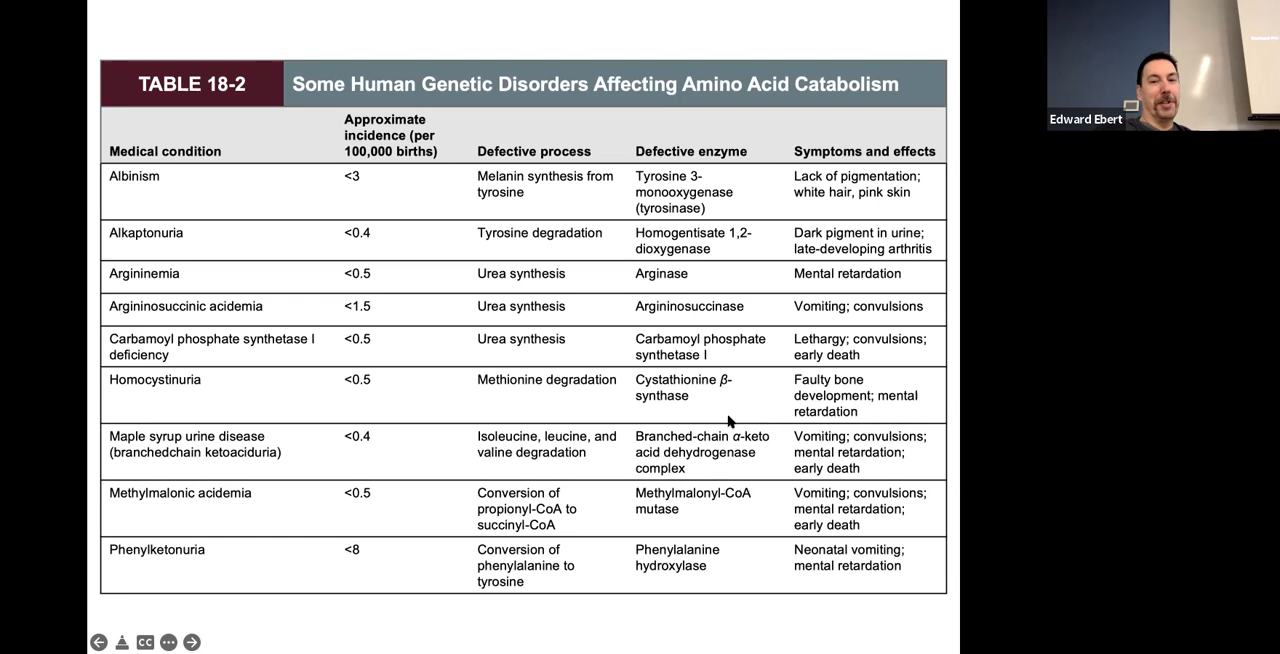 TABLE 18-2
Some Human Genetic Disorders Affecting Amino Acid Catabolism
Edward Ebert
Medical condition
Approximate
incidence (per
100,000 births)
Defective process
Defective enzyme
Symptoms and effects
Albinism
<3
Melanin synthesis from
tyrosine
Tyrosine 3-
monooxygenase
(tyrosinase)
Lack of pigmentation;
white hair, pink skin
Alkaptonuria
<0.4
Tyrosine degradation
Homogentisate 1,2-
dioxygenase
Dark pigment in urine;
late-developing arthritis
Argininemia
<0.5
Urea synthesis
Arginase
Mental retardation
Argininosuccinic acidemia
<1.5
Urea synthesis
Argininosuccinase
Vomiting; convulsions
Carbamoyl phosphate synthetase I
deficiency
<0.5
Urea synthesis
Carbamoyl phosphate
synthetase I
Lethargy; convulsions;
early death
Homocystinuria
<0.5
Methionine degradation
Cystathionine β-
synthase
Faulty bone
development; mental
retardation
Maple syrup urine disease
(branchedchain ketoaciduria)
<0.4
Isoleucine, leucine, and
valine degradation
Branched-chain α-keto
acid dehydrogenase
complex
Vomiting; convulsions;
mental retardation;
early death
Methylmalonic acidemia
<0.5
Conversion of
propionyl-CoA to
succinyl-CoA
Methylmalonyl-CoA
mutase
Vomiting; convulsions;
mental retardation;
early death
Phenylketonuria
<8
Conversion of
phenylalanine to
tyrosine
Phenylalanine
hydroxylase
Neonatal vomiting;
mental retardation
CC